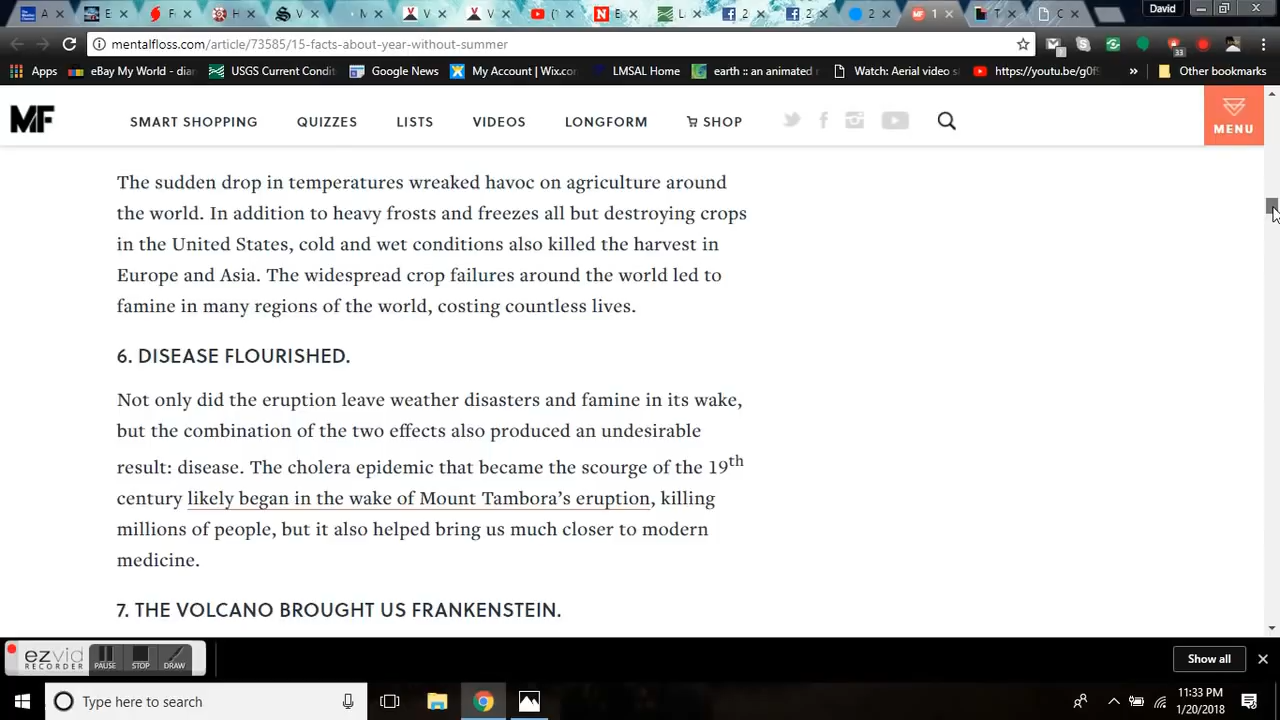 A
E
F
H
V
V
V
E
L
2
Z
2
1
T
C
David
mentalfloss.com/article/73585/15-facts-about-year-without-summer
33
Apps
eBay My World - dian
USGS Current Condit
Google News
My Account | Wix.co
LMSAL Home
earth :: an animated
Watch: Aerial video s
https://youtu.be/g0f
»
Other bookmarks
MF
SMART SHOPPING
QUIZZES
LISTS
VIDEOS
LONGFORM
SHOP
MENU
The sudden drop in temperatures wreaked havoc on agriculture around
the world. In addition to heavy frosts and freezes all but destroying crops
in the United States, cold and wet conditions also killed the harvest in
Europe and Asia. The widespread crop failures around the world led to
famine in many regions of the world, costing countless lives.
6. DISEASE FLOURISHED.
Not only did the eruption leave weather disasters and famine in its wake,
but the combination of the two effects also produced an undesirable
result: disease. The cholera epidemic that became the scourge of the 19th
century likely began in the wake of Mount Tambora’s eruption, killing
millions of people, but it also helped bring us much closer to modern
medicine.
7. THE VOLCANO BROUGHT US FRANKENSTEIN.
ezvid
RECORDER
PAUSE
STOP
DRAW
Show all
Type here to search
11:33 PM
1/20/2018